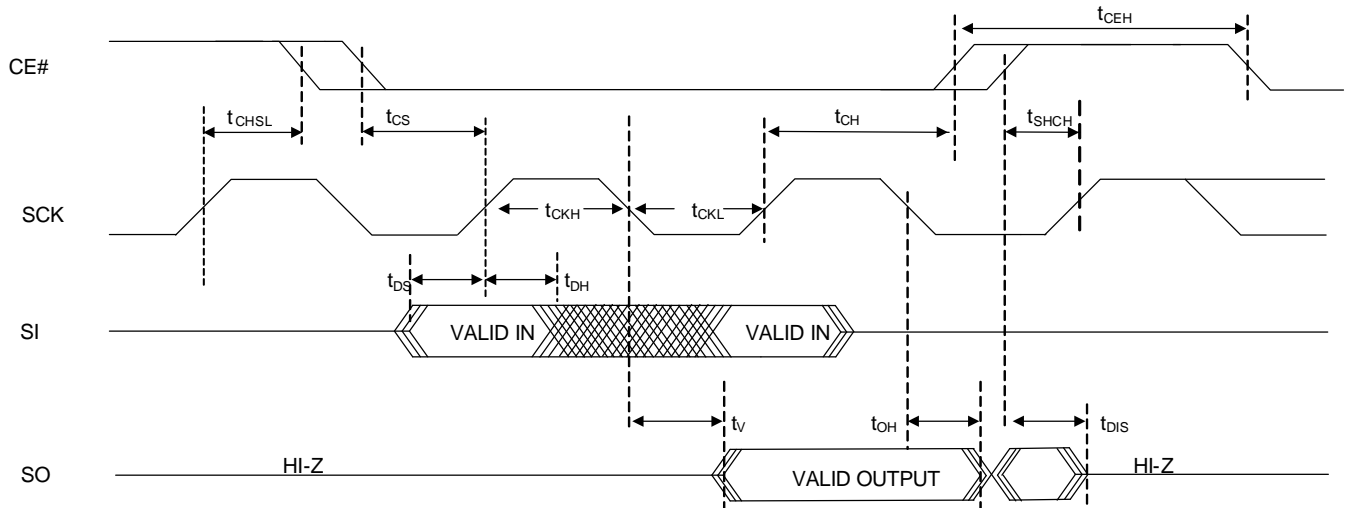 tCEH
CE#
tCHSL
tCS
tCH
tSHCH
SCK
tCKH
tCKL
tDS
tDH
SI
VALID IN
VALID IN
tV
tOH
tDIS
SO
HI-Z
VALID OUTPUT
HI-Z